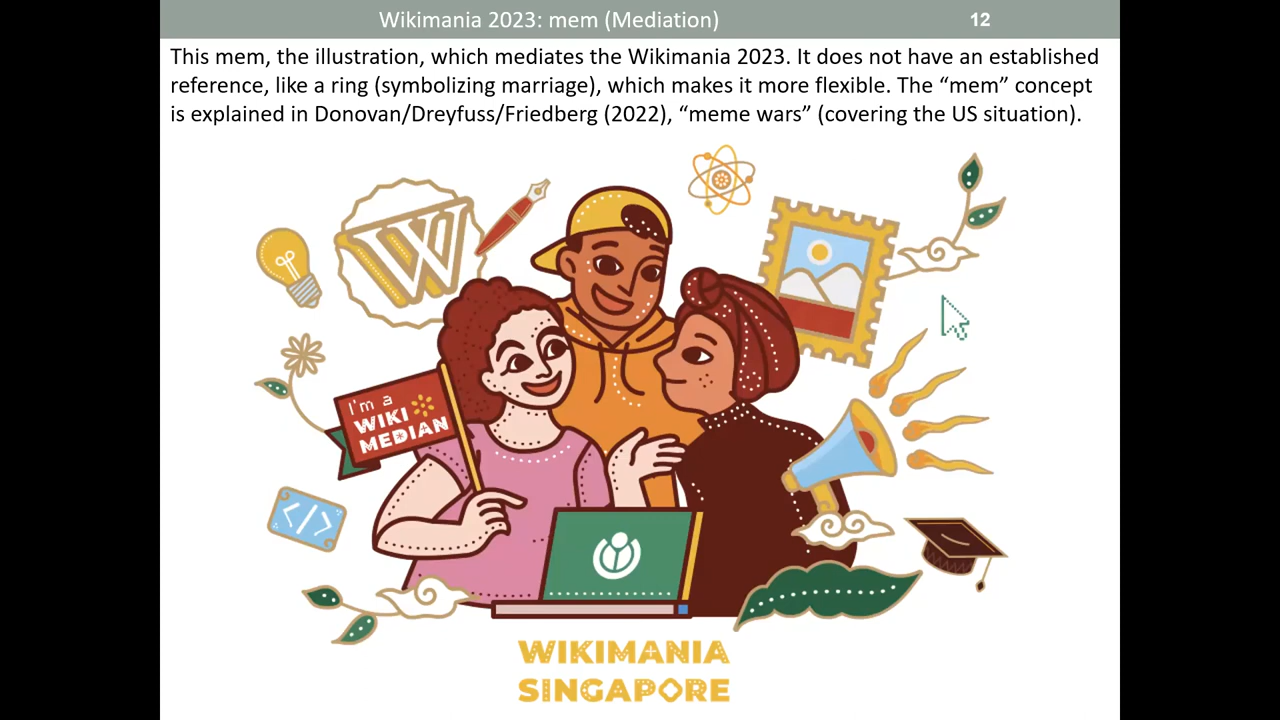 Wikimania 2023: mem (Mediation)
12
This mem, the illustration, which mediates the Wikimania 2023. It does not have an established
reference, like a ring (symbolizing marriage), which makes it more flexible. The “mem” concept
is explained in Donovan/Dreyfuss/Friedberg (2022), “meme wars” (covering the US situation).
W
I'm a
WIKI
MEDIAN
</>
WIKIMANIA
SINGAPORE